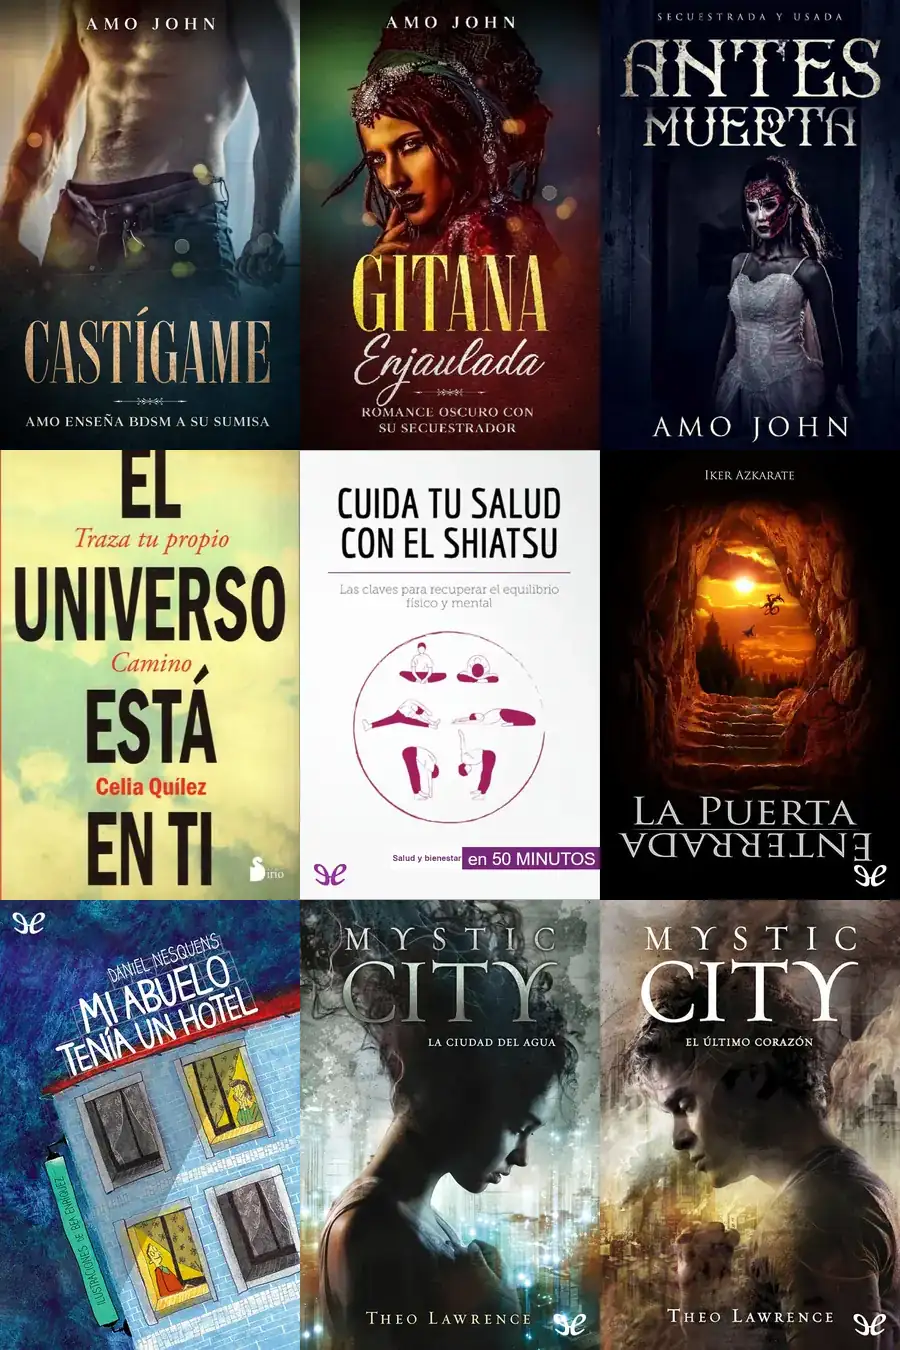 AMO JOHN
CASTÍGAME
AMO ENSEÑA BDSM A SU SUMISA
AMO JOHN
GITANA
Enjaulada
ROMANCE OSCURO CON
SU SECUESTRADOR
SECUESTRADA Y USADA
ANTES
MUERTA
AMO JOHN
EL
Traza tu propio
UNIVERSO
Camino
ESTÁ
Celia Quílez
EN TI
Sirio
CUIDA TU SALUD
CON EL SHIATSU
Las claves para recuperar el equilibrio
físico y mental
Salud y bienestar en 50 MINUTOS
IKER AZKARATE
LA PUERTA
ENTERRADA
DANIEL NESQUENS
MI ABUELO
TENÍA UN HOTEL
ILUSTRACIONES DE BEA ENRÍQUEZ
MYSTIC
CITY
LA CIUDAD DEL AGUA
THEO LAWRENCE
MYSTIC
CITY
EL ÚLTIMO CORAZÓN
THEO LAWRENCE